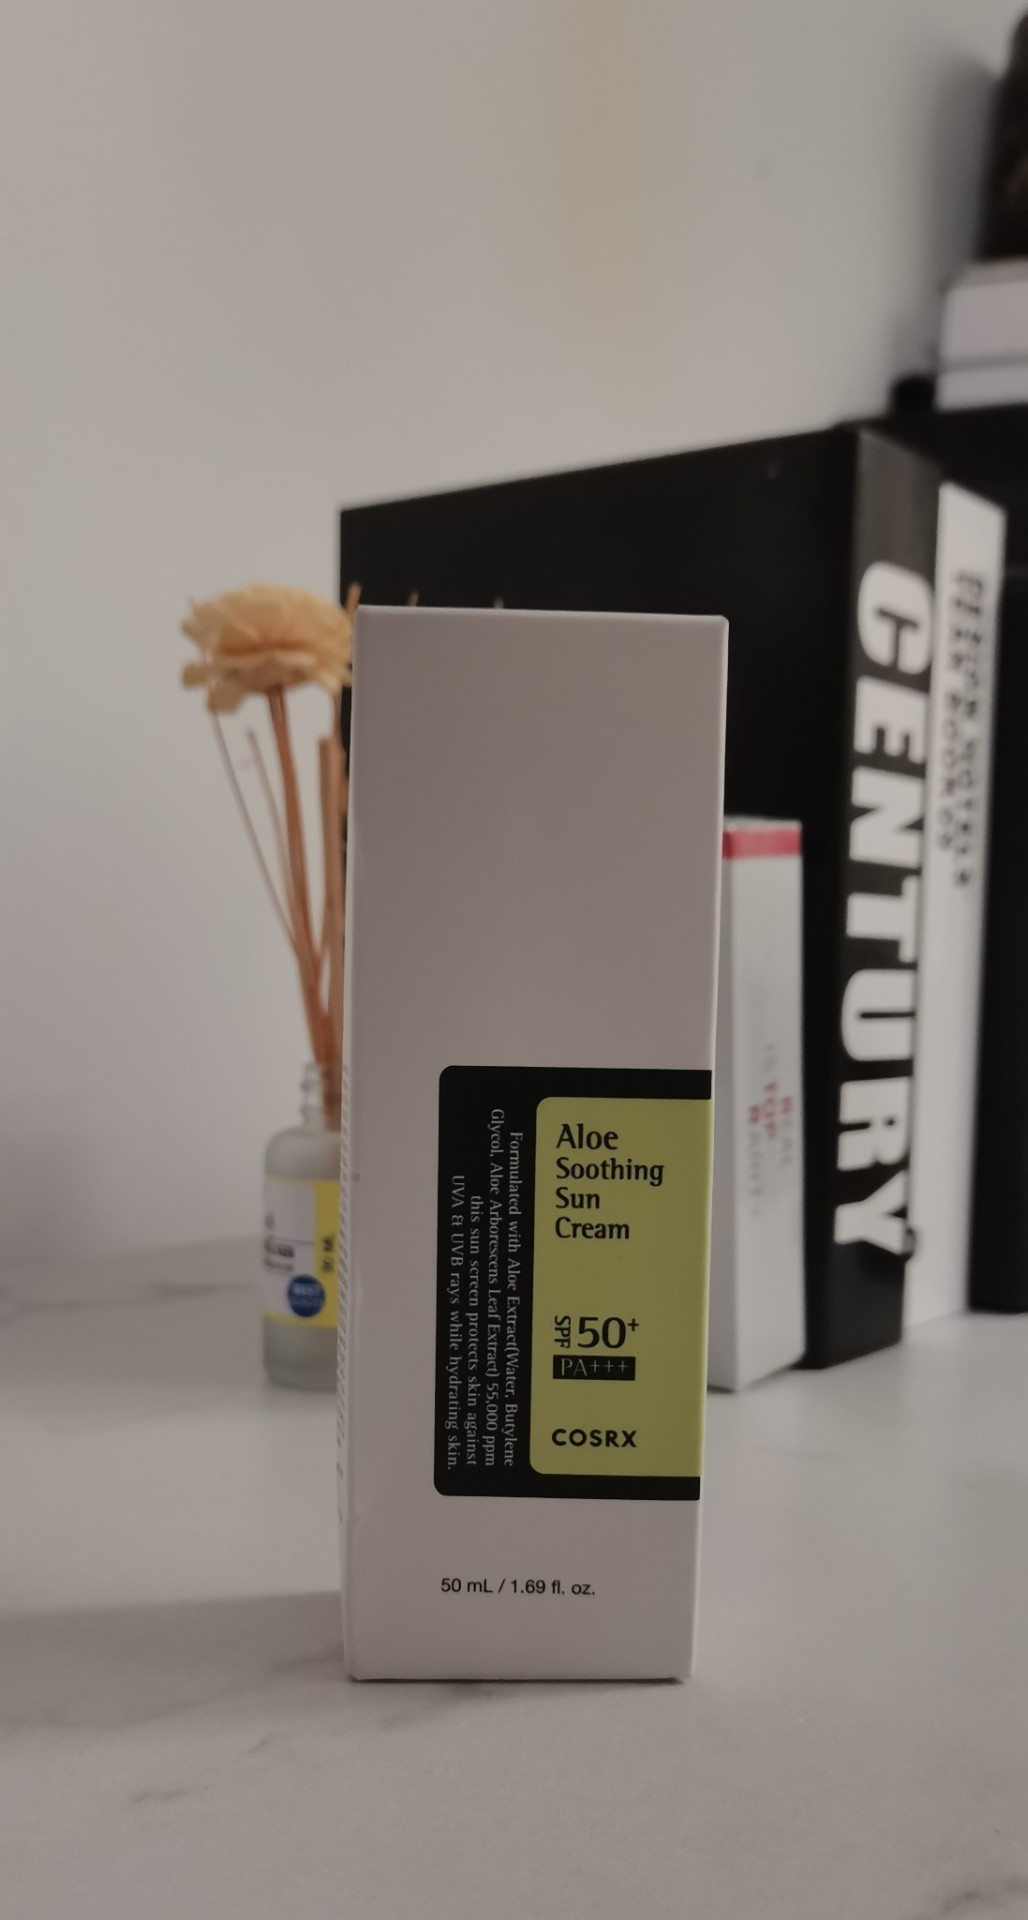 CENTURY
Aloe
Soothing
Sun
Cream
SPF 50+
PA+++
COSRX
Formulated with Aloe Extract(Water, Butylene
Glycol, Aloe Arborescens Leaf Extract) 55,000 ppm
this sun screen protects skin against
UVA & UVB rays while hydrating skin.
50 mL / 1.69 fl. oz.